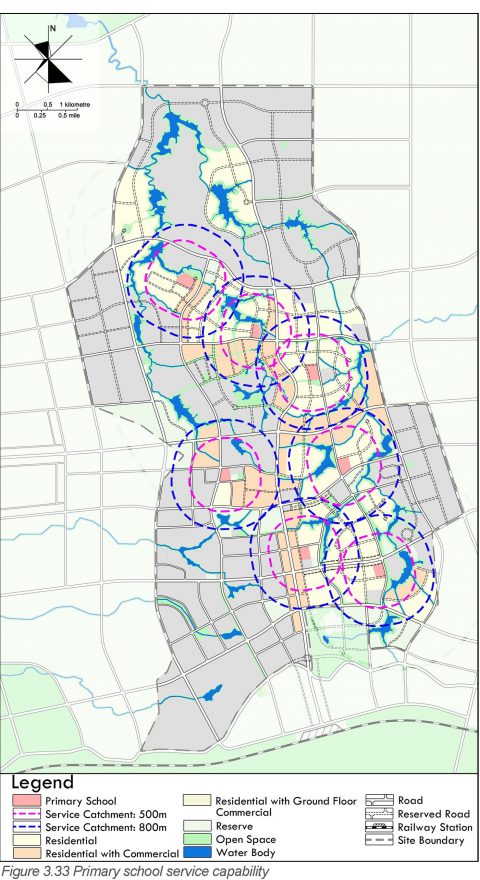 N
0 0.5 1 kilometre
0 0.25 0.5 mile
Legend
Primary School
Service Catchment: 500m
Service Catchment: 800m
Residential
Residential with Commercial
Residential with Ground Floor
Commercial
Reserve
Open Space
Water Body
Road
Reserved Road
Railway Station
Site Boundary
Figure 3.33 Primary school service capability